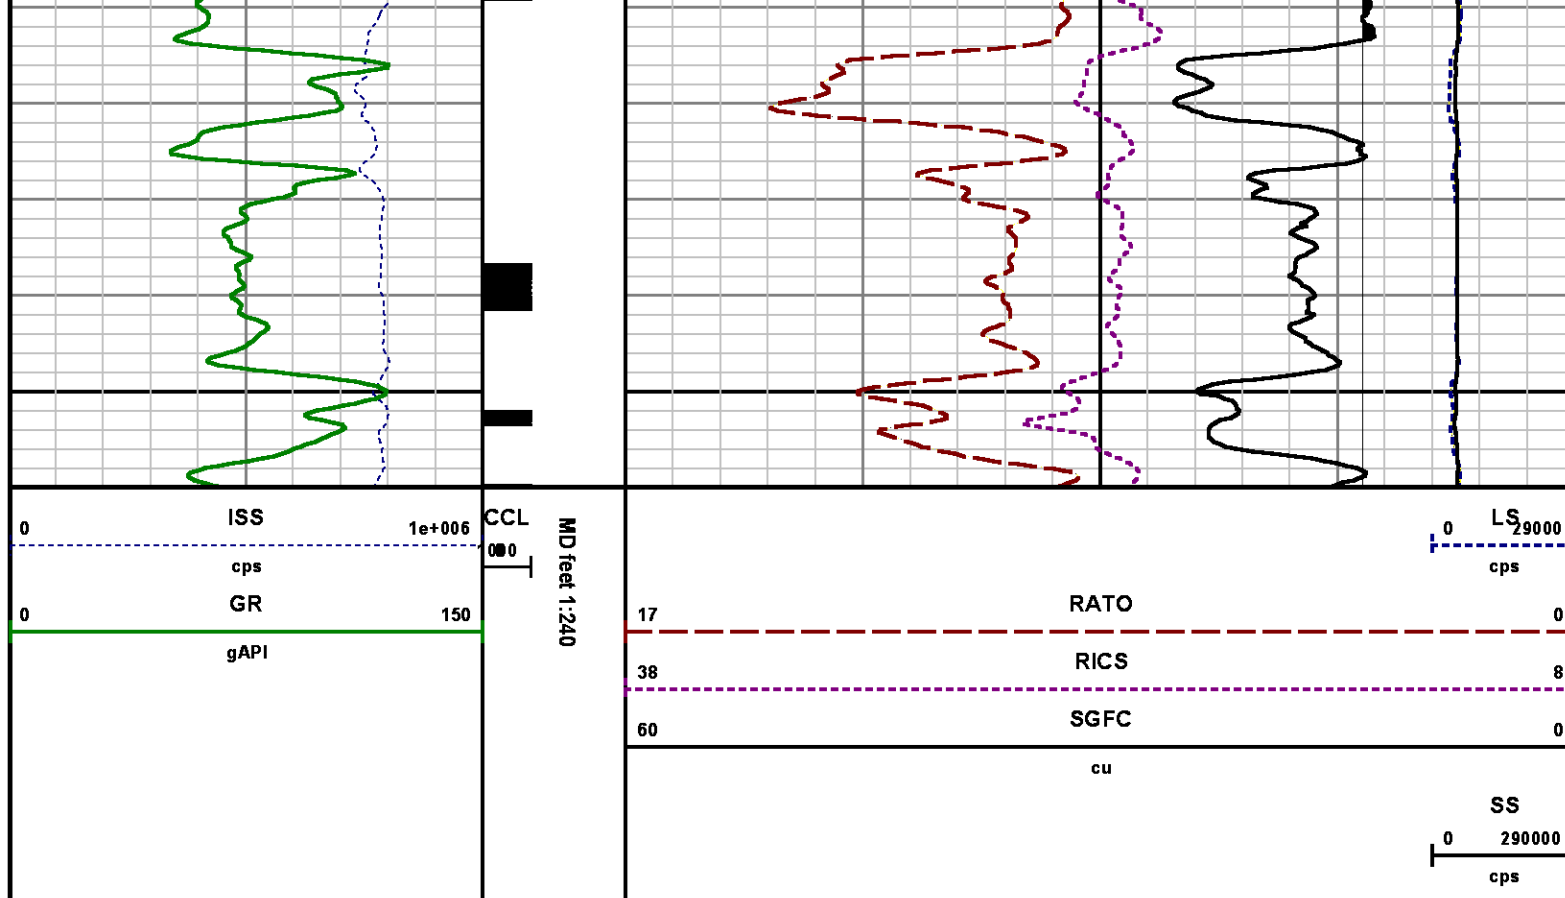 ISS
0 1e+006
cps
GR
0 150
gAPI
CCL
MD feet 1:240
LS
0 29000
cps
RATO
17 0
RICS
38 8
SGFC
60 0
cu
SS
0 290000
cps